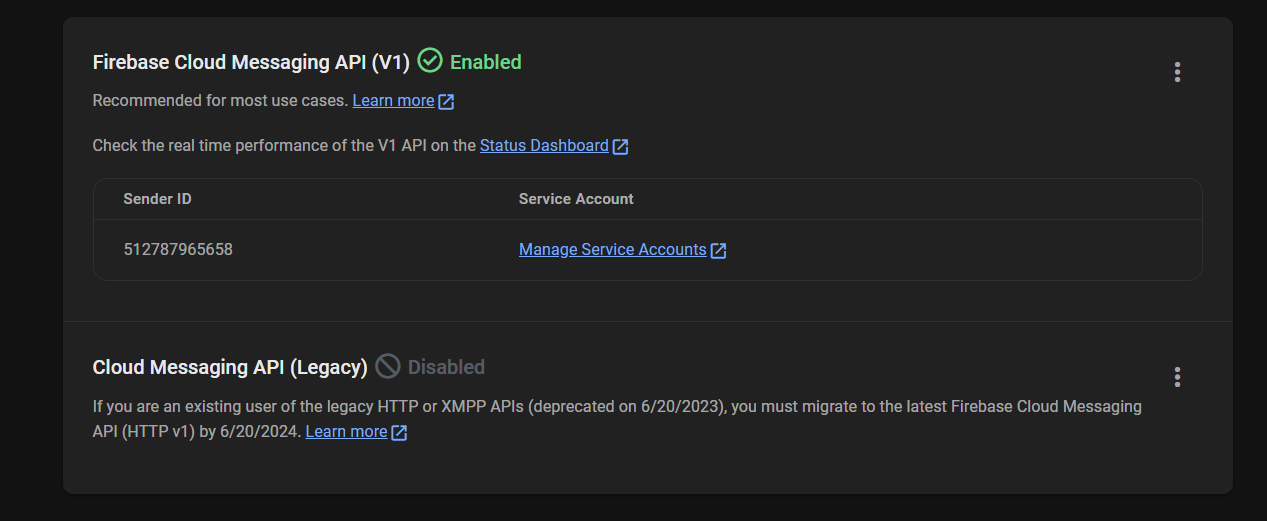 Firebase Cloud Messaging API (V1) Enabled
Recommended for most use cases. Learn more
Check the real time performance of the V1 API on the Status Dashboard
Sender ID Service Account
512787965658 Manage Service Accounts
Cloud Messaging API (Legacy) Disabled
If you are an existing user of the legacy HTTP or XMPP APIs (deprecated on 6/20/2023), you must migrate to the latest Firebase Cloud Messaging
API (HTTP v1) by 6/20/2024. Learn more